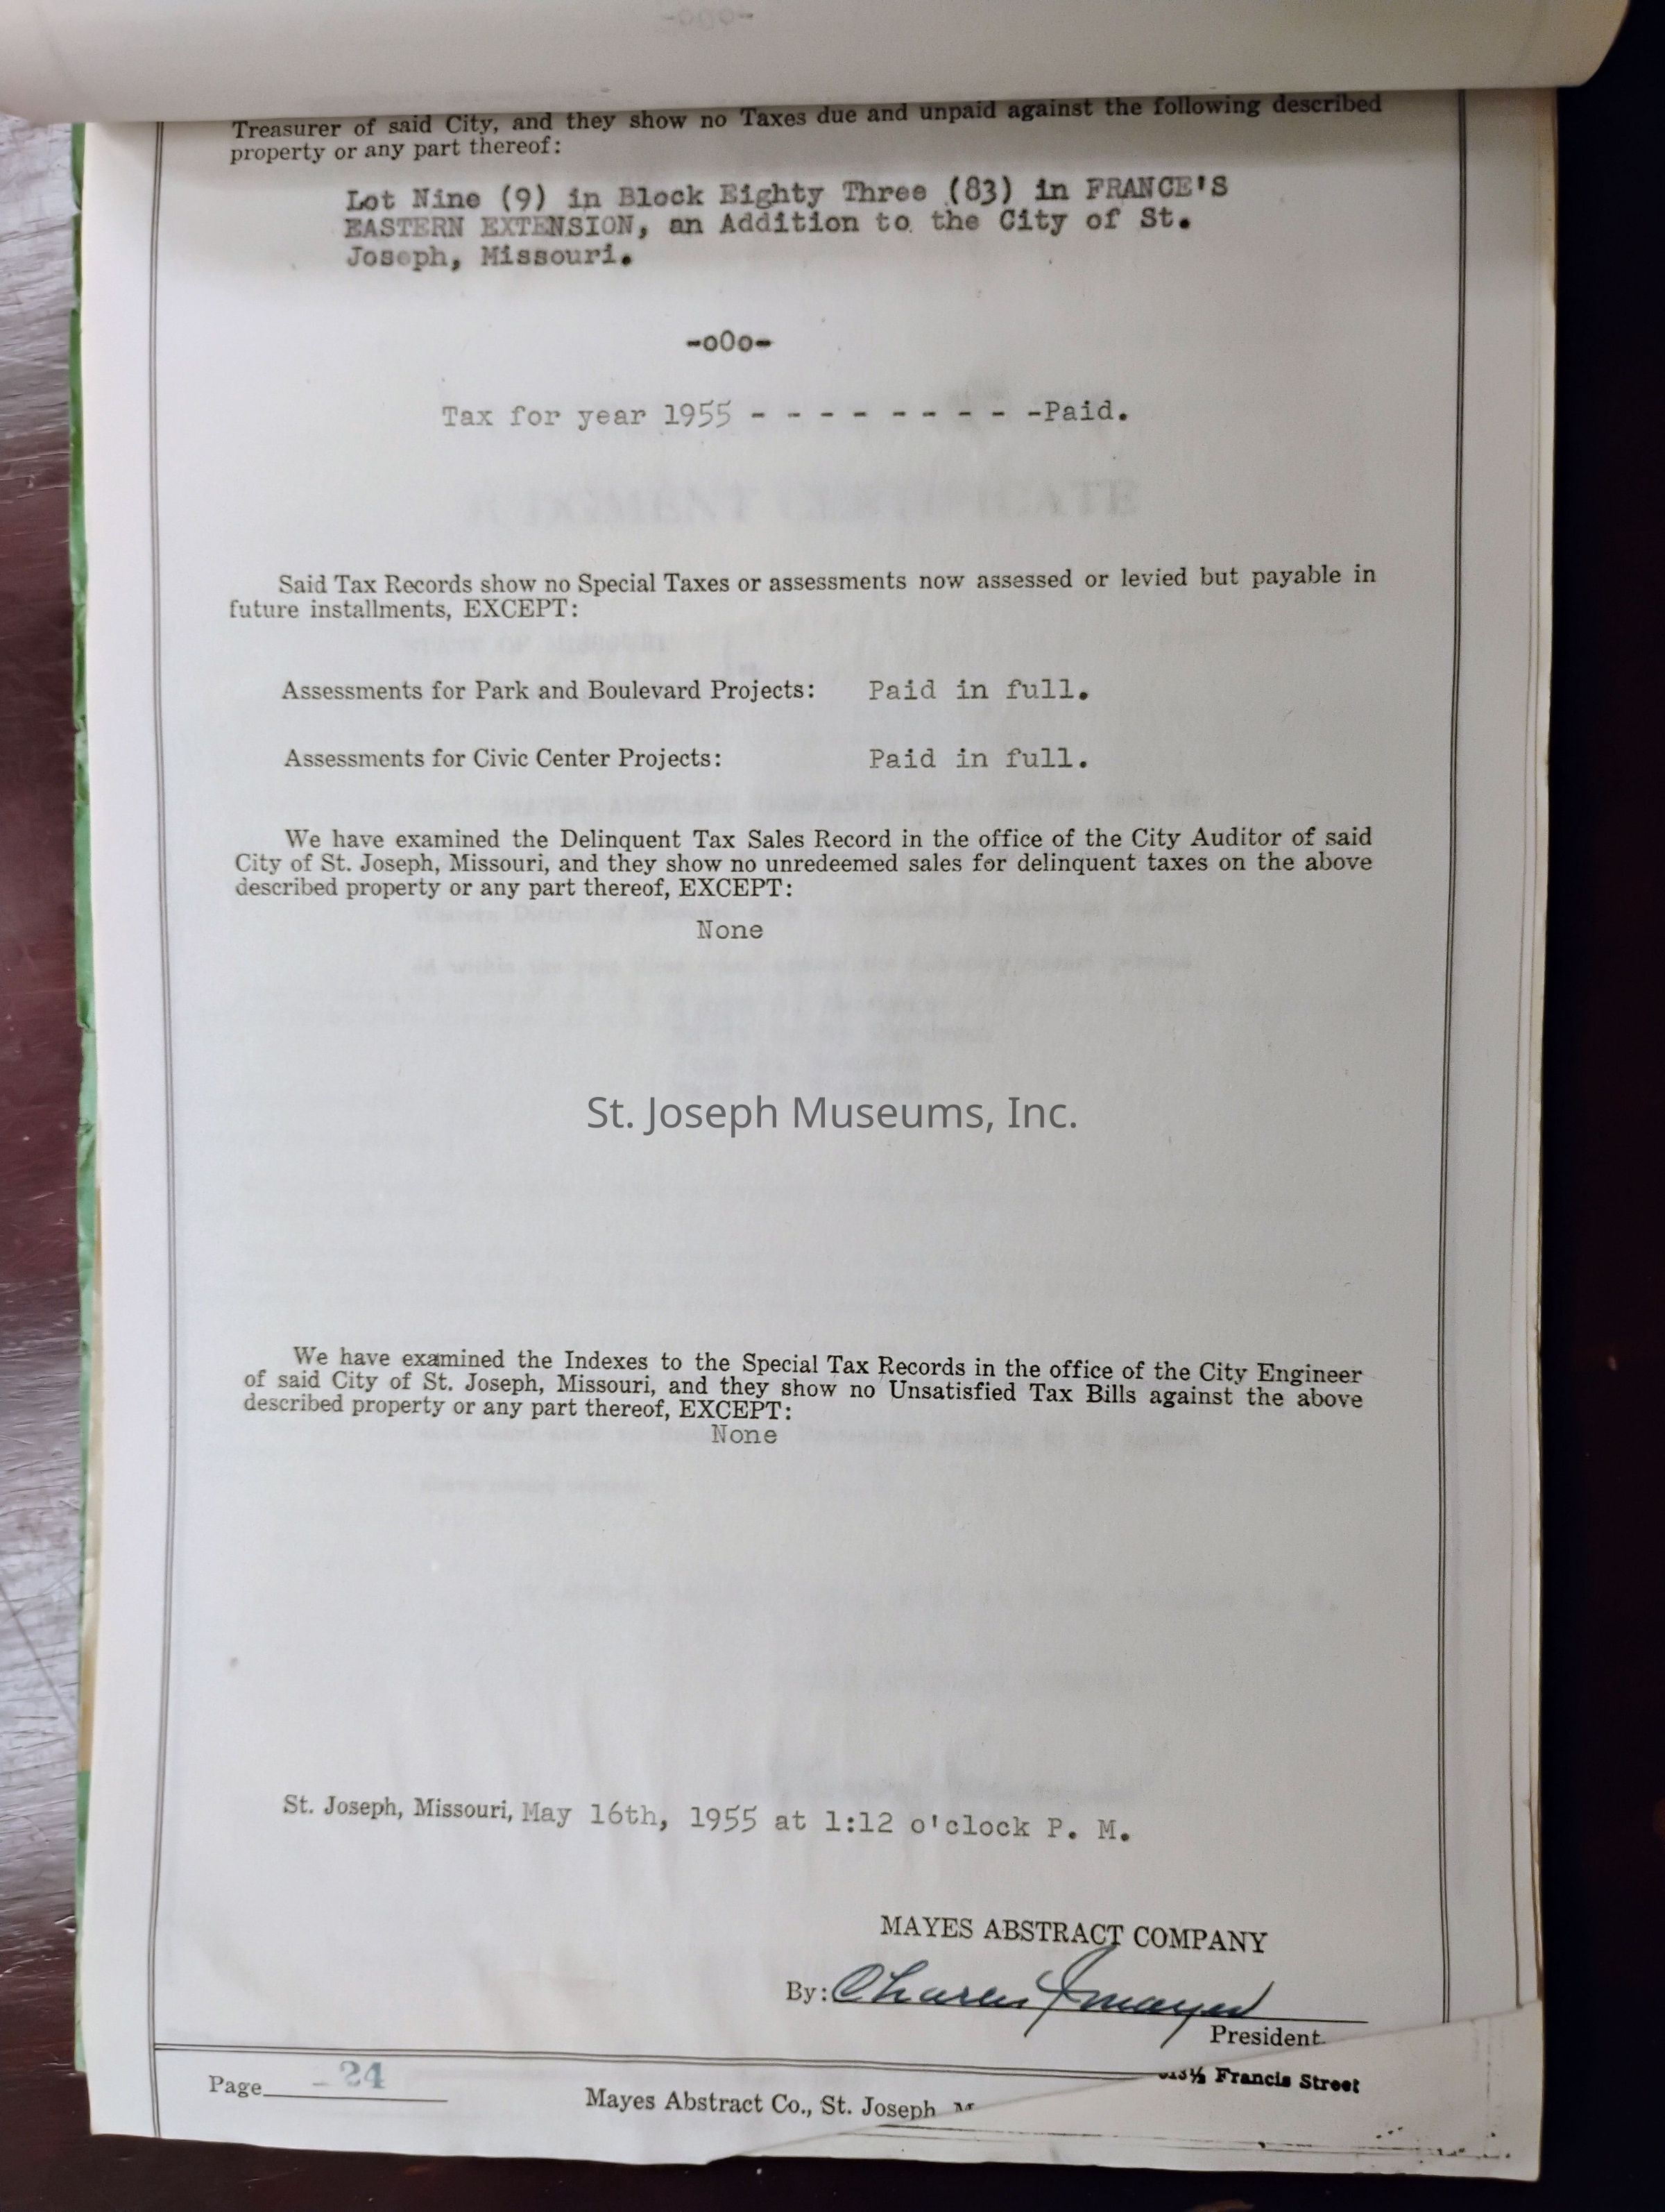 -oOo-
Treasurer of said City, and they show no Taxes due and unpaid against the following described
property or any part thereof:
Lot Nine (9) in Block Eighty Three (83) in FRANCE'S
EASTERN EXTENSION, an Addition to the City of St.
Joseph, Missouri.
-oOo-
Tax for year 1955 - - - - - - - - - -Paid.
Said Tax Records show no Special Taxes or assessments now assessed or levied but payable in
future installments, EXCEPT:
Assessments for Park and Boulevard Projects: Paid in full.
Assessments for Civic Center Projects: Paid in full.
We have examined the Delinquent Tax Sales Record in the office of the City Auditor of said
City of St. Joseph, Missouri, and they show no unredeemed sales for delinquent taxes on the above
described property or any part thereof, EXCEPT:
None
St. Joseph Museums, Inc.
We have examined the Indexes to the Special Tax Records in the office of the City Engineer
of said City of St. Joseph, Missouri, and they show no Unsatisfied Tax Bills against the above
described property or any part thereof, EXCEPT:
None
St. Joseph, Missouri, May 16th, 1955 at 1:12 o'clock P. M.
MAYES ABSTRACT COMPANY
By: Charles J Mayes
President.
Page 24
Mayes Abstract Co., St. Joseph
Francis Street